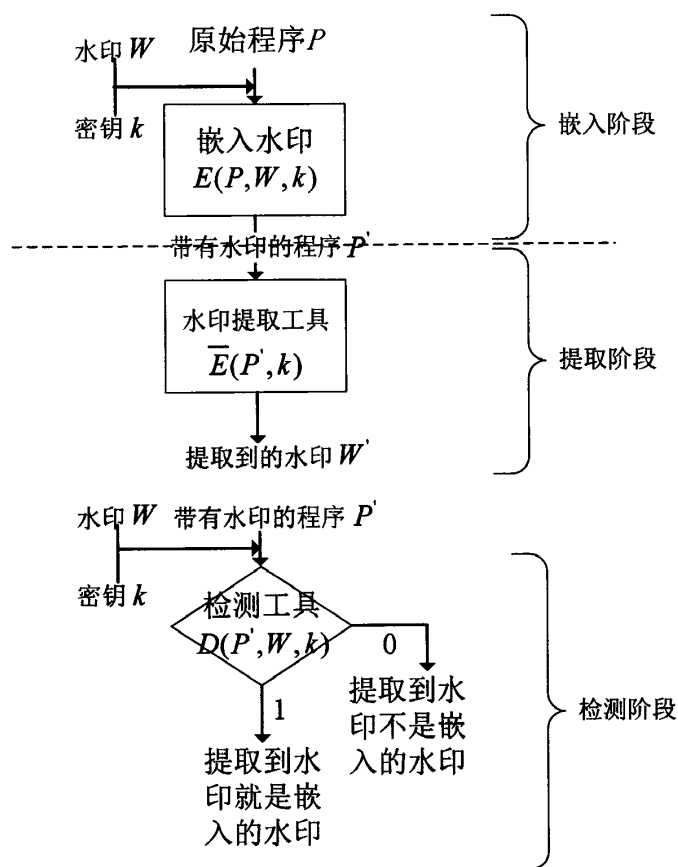 水印 W
原始程序P
密钥 k
嵌入水印
E(P,W,k)
嵌入阶段
带有水印的程序 P'
水印提取工具
E̅(P',k)
提取阶段
提取到的水印 W'
水印 W
带有水印的程序 P'
密钥 k
检测工具
D(P',W,k)
0
1
提取到水
印不是嵌
入的水印
检测阶段
提取到水
印就是嵌
入的水印